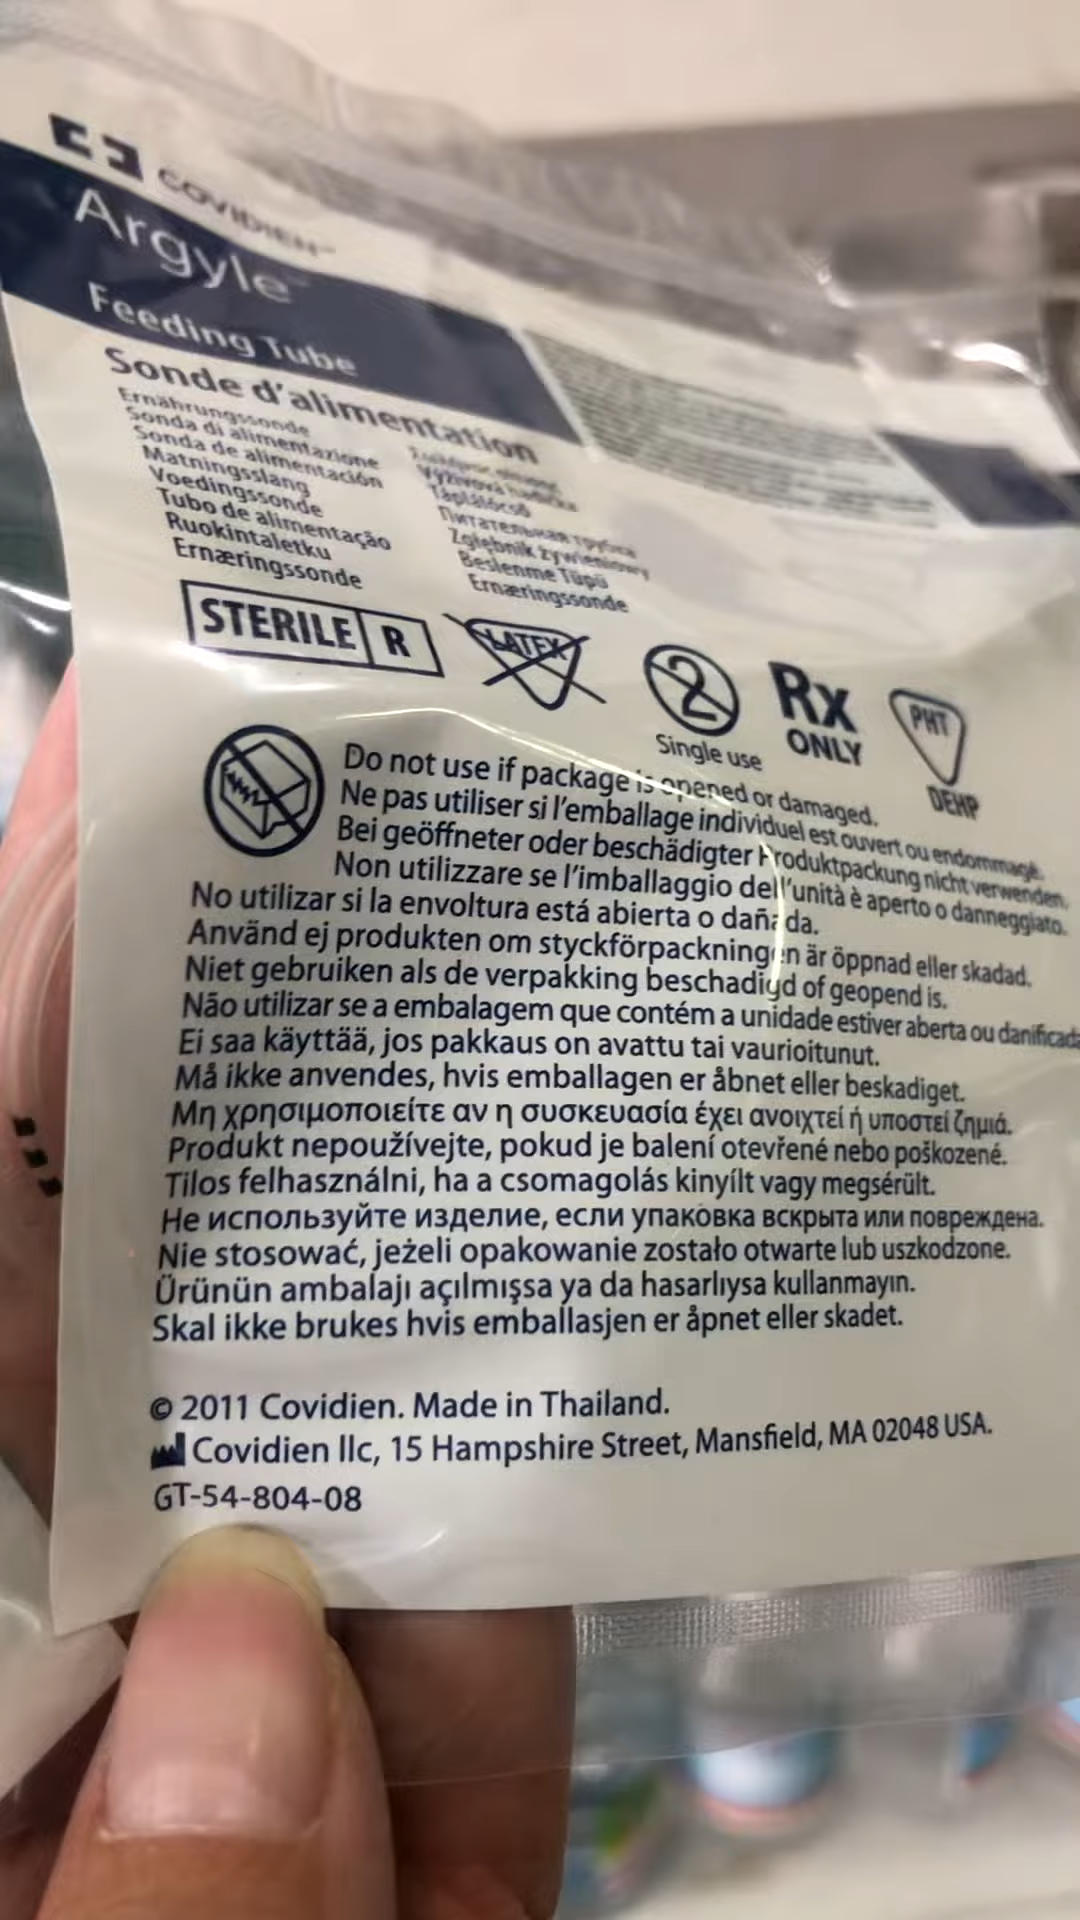 COVIDIEN™
Argyle™
Feeding Tube
Sonde d'alimentation
Ernährungssonde
Sonda di alimentazione
Sonda de alimentación
Matningsslang
Voedingssonde
Tubo de alimentação
Ruokintaletku
Ernæringssonde
Výživová hadička
Táplálócső
Питательная трубка
Zgłębnik żywieniowy
Beslenme Tüpü
Ernæringssonde
STERILE R
LATEX
2
Single use
Rx
ONLY
PHT
DEHP
Do not use if package is opened or damaged.
Ne pas utiliser si l'emballage individuel est ouvert ou endommagé.
Bei geöffneter oder beschädigter Produktpackung nicht verwenden.
Non utilizzare se l'imballaggio dell'unità è aperto o danneggiato.
No utilizar si la envoltura está abierta o dañada.
Använd ej produkten om styckförpackningen är öppnad eller skadad.
Niet gebruiken als de verpakking beschadigd of geopend is.
Não utilizar se a embalagem que contém a unidade estiver aberta ou danificada
Ei saa käyttää, jos pakkaus on avattu tai vaurioitunut.
Må ikke anvendes, hvis emballagen er åbnet eller beskadiget.
Μη χρησιμοποιείτε αν η συσκευασία έχει ανοιχτεί ή υποστεί ζημιά.
Produkt nepoužívejte, pokud je balení otevřené nebo poškozené.
Tilos felhasználni, ha a csomagolás kinyílt vagy megsérült.
Не используйте изделие, если упаковка вскрыта или повреждена.
Nie stosować, jeżeli opakowanie zostało otwarte lub uszkodzone.
Ürünün ambalajı açılmışsa ya da hasarlıysa kullanmayın.
Skal ikke brukes hvis emballasjen er åpnet eller skadet.
© 2011 Covidien. Made in Thailand.
Covidien llc, 15 Hampshire Street, Mansfield, MA 02048 USA.
GT-54-804-08